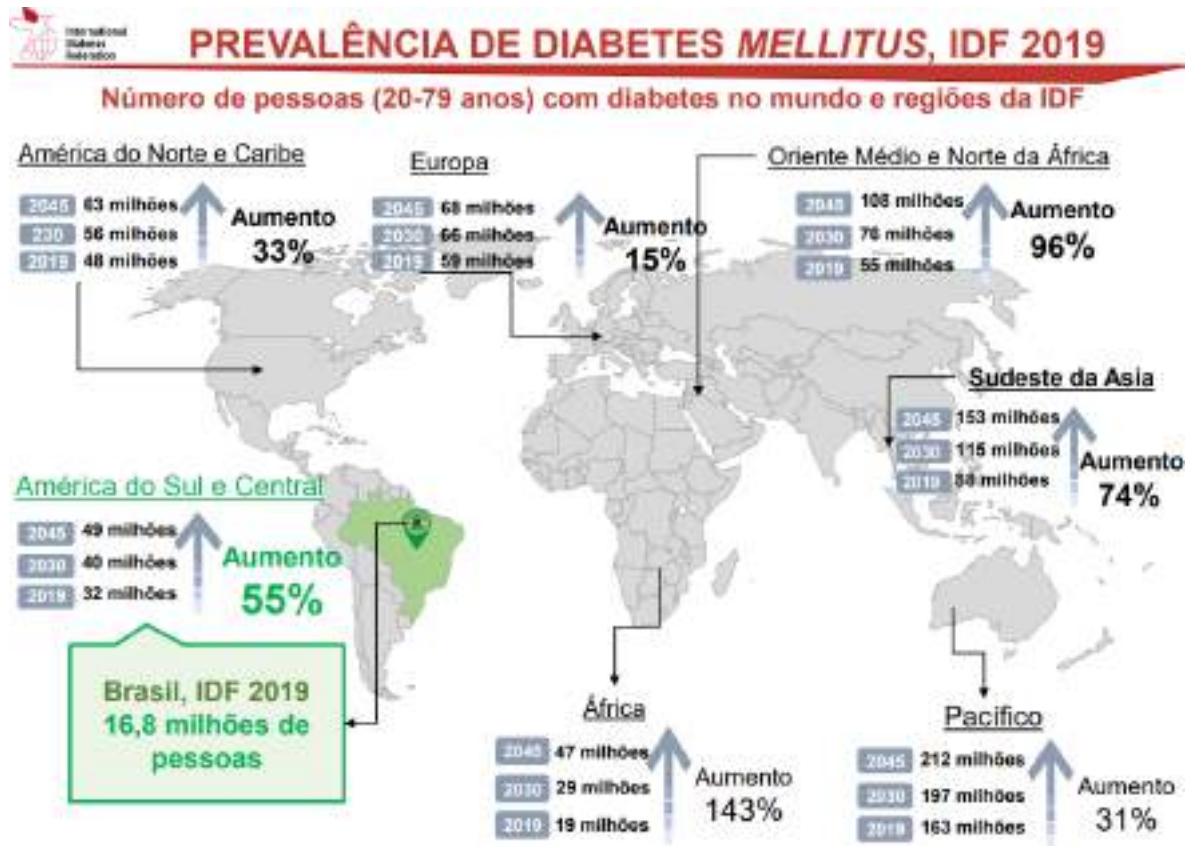 International
Diabetes
Federation
PREVALÊNCIA DE DIABETES MELLITUS, IDF 2019
Número de pessoas (20-79 anos) com diabetes no mundo e regiões da IDF
América do Norte e Caribe
2045 63 milhões
230 56 milhões
2019 48 milhões
Aumento
33%
Europa
2045 68 milhões
2030 66 milhões
2019 59 milhões
Aumento
15%
Oriente Médio e Norte da África
2045 108 milhões
2030 76 milhões
2019 55 milhões
Aumento
96%
Sudeste da Asia
2045 153 milhões
2030 115 milhões
2019 88 milhões
Aumento
74%
América do Sul e Central
2045 49 milhões
2030 40 milhões
2019 32 milhões
Aumento
55%
Brasil, IDF 2019
16,8 milhões de
pessoas
África
2045 47 milhões
2030 29 milhões
2019 19 milhões
Aumento
143%
Pacífico
2045 212 milhões
2030 197 milhões
2019 163 milhões
Aumento
31%